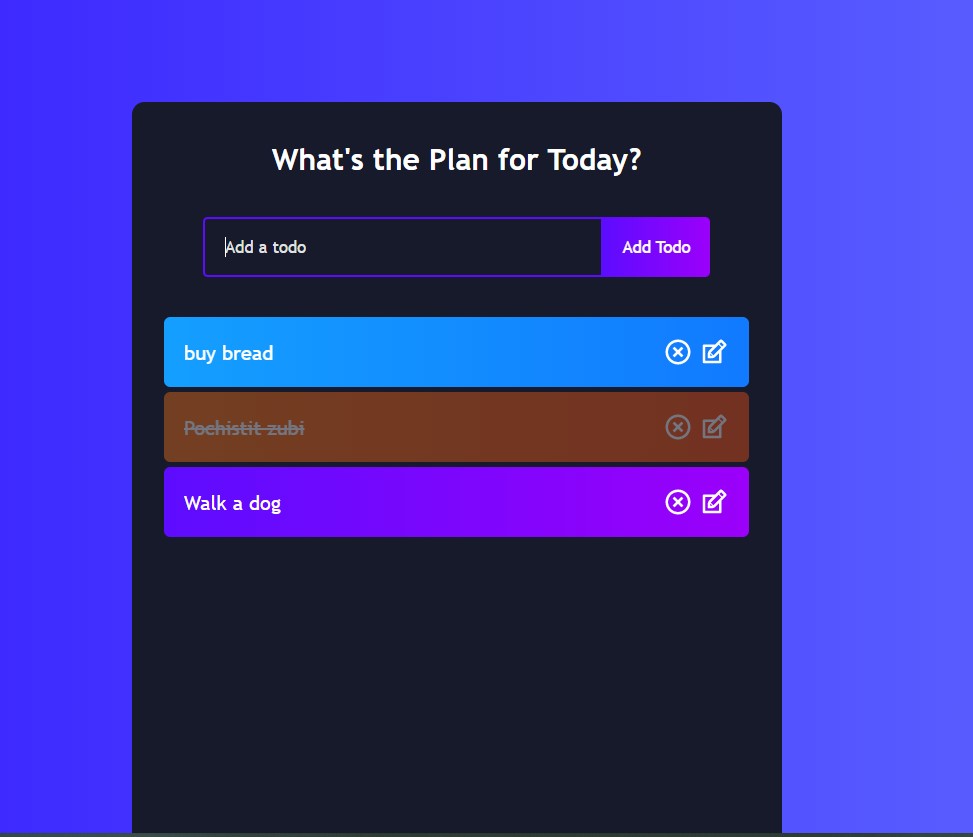 What's the Plan for Today?
Add a todo
Add Todo
buy bread
Pochistit zubi
Walk a dog